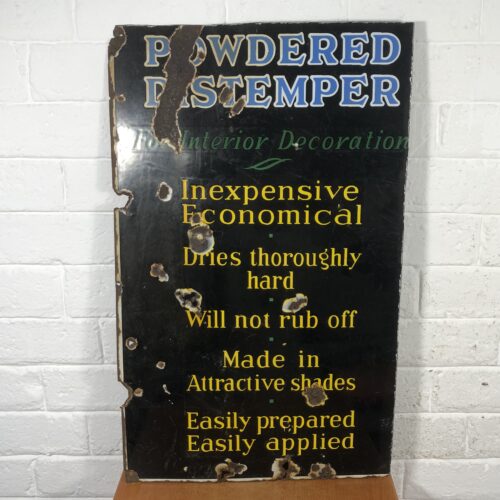 POWDERED
DISTEMPER
For Interior Decoration
Inexpensive
Economical
Dries thoroughly
hard
Will not rub off
Made in
Attractive shades
Easily prepared
Easily applied